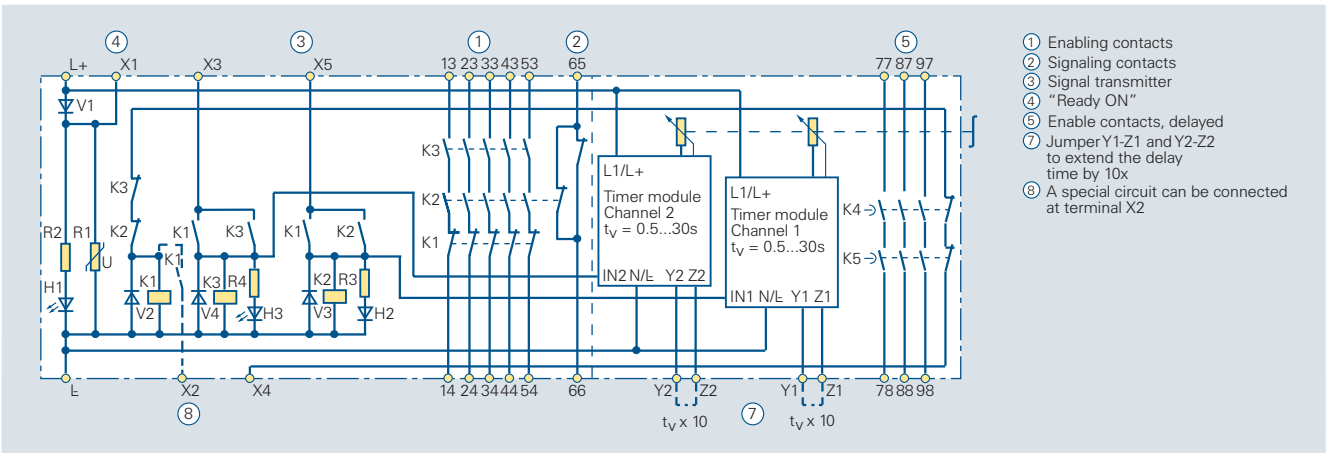 ④ ③ ① ② ⑤
L+ X1 X3 X5 13 23 33 43 53 65 77 87 97
V1
K3
K3
K2
L1/L+
Timer module
Channel 2
tv = 0.5...30s
L1/L+
Timer module
Channel 1
tv = 0.5...30s
K4
K2
R2 R1 K2 K1 K3 K1 K2 K1
K1
U
K5
IN2 N/L Y2 Z2
H1 K1 K3 R4 K2 R3
IN1 N/L Y1 Z1
V2 V4 H3 V3 H2
L X2 X4 14 24 34 44 54 66 Y2 Z2 Y1 Z1 78 88 98
⑧ ⑦
tv x 10 tv x 10
① Enabling contacts
② Signaling contacts
③ Signal transmitter
④ “Ready ON”
⑤ Enable contacts, delayed
⑦ Jumper Y1-Z1 and Y2-Z2
to extend the delay
time by 10x
⑧ A special circuit can be connected
at terminal X2